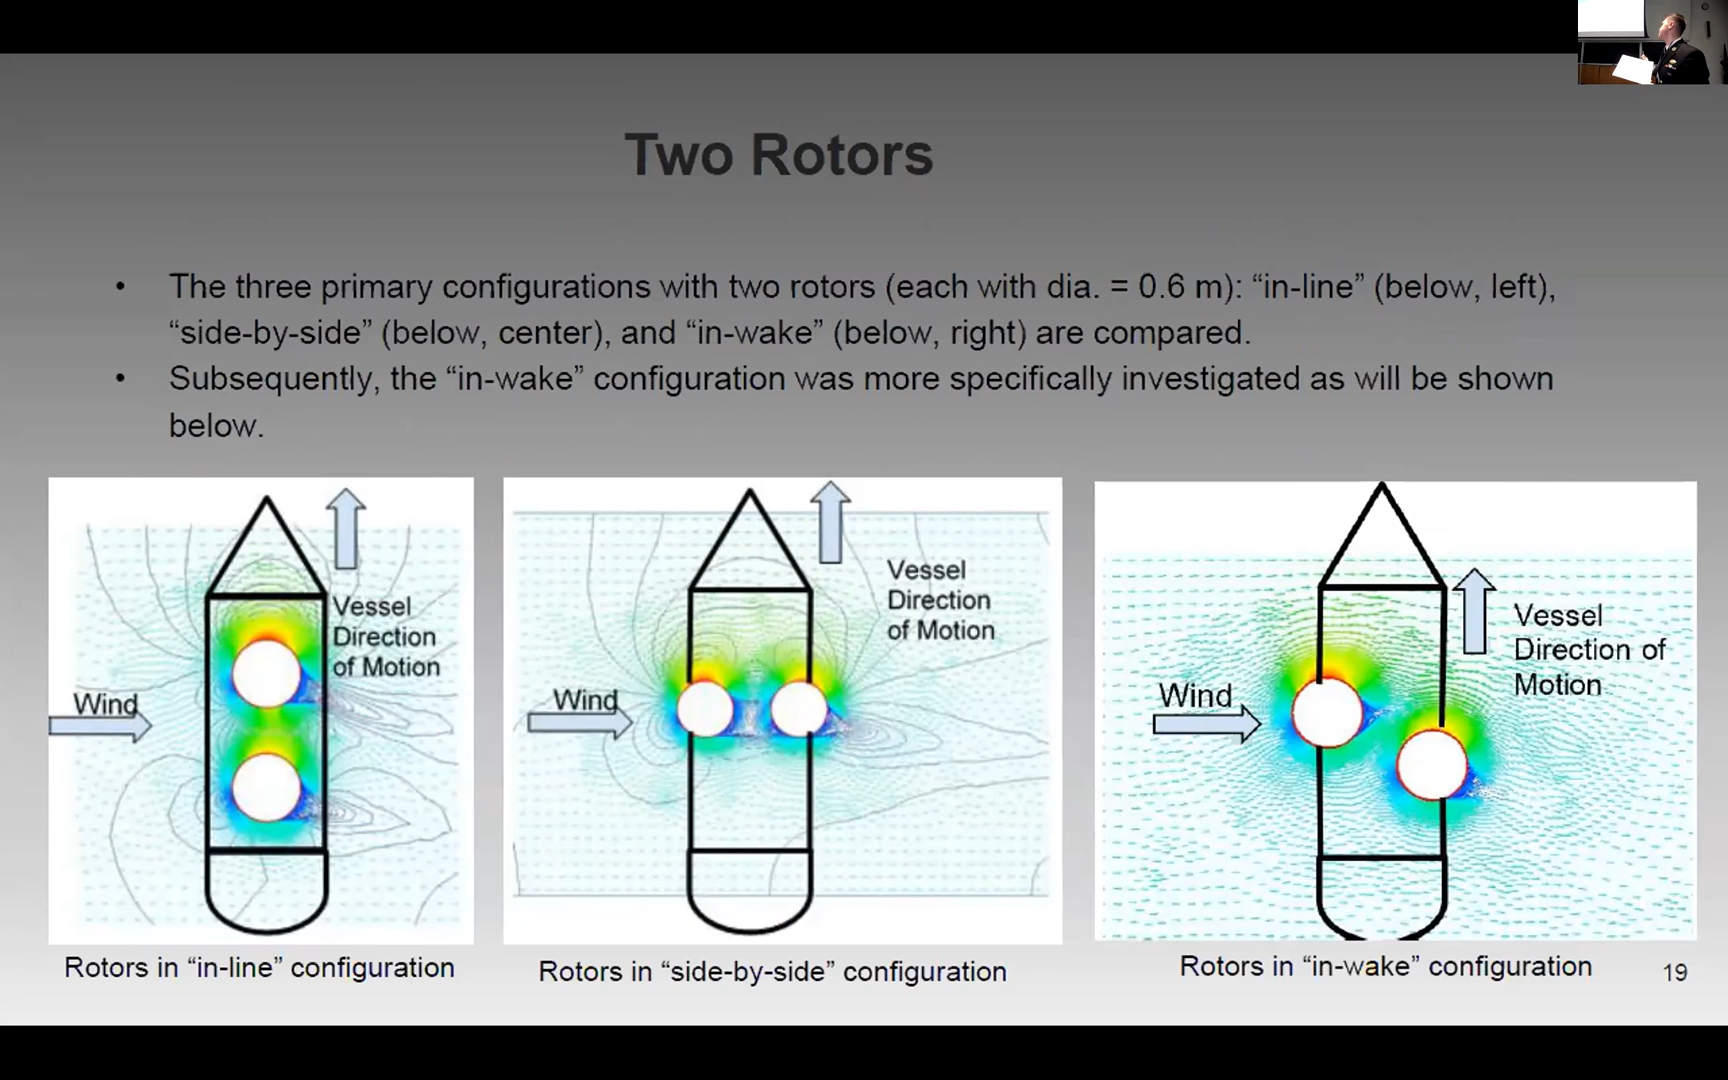 Two Rotors
• The three primary configurations with two rotors (each with dia. = 0.6 m): “in-line” (below, left),
“side-by-side” (below, center), and “in-wake” (below, right) are compared.
• Subsequently, the “in-wake” configuration was more specifically investigated as will be shown
below.
Vessel
Direction
of Motion
Wind
Rotors in “in-line” configuration
Vessel
Direction
of Motion
Wind
Rotors in “side-by-side” configuration
Vessel
Direction of
Motion
Wind
Rotors in “in-wake” configuration
19